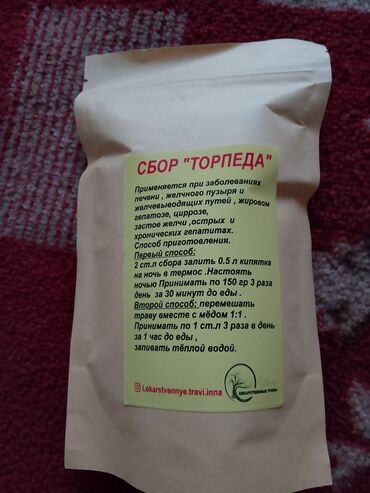 СБОР "ТОРПЕДА"
Применяется при заболеваниях
печени , желчного пузыря и
желчевыводящих путей , жировом
гепатозе, циррозе,
застое желчи ,острых и
хронических гепатитах.
Способ приготовления.
Первый способ:
2 ст.л сбора залить 0.5 л кипятка
на ночь в термос .Настоять
ночью Принимать по 150 гр 3 раза
день за 30 минут до еды .
Второй способ: перемешать
траву вместе с мёдом 1:1 .
Принимать по 1 ст.л 3 раза в день
за 1 час до еды ,
запивать тёплой водой.
Lekarstvennye.travi.inna
ЛЕКАРСТВЕННЫЕ ТРАВЫ